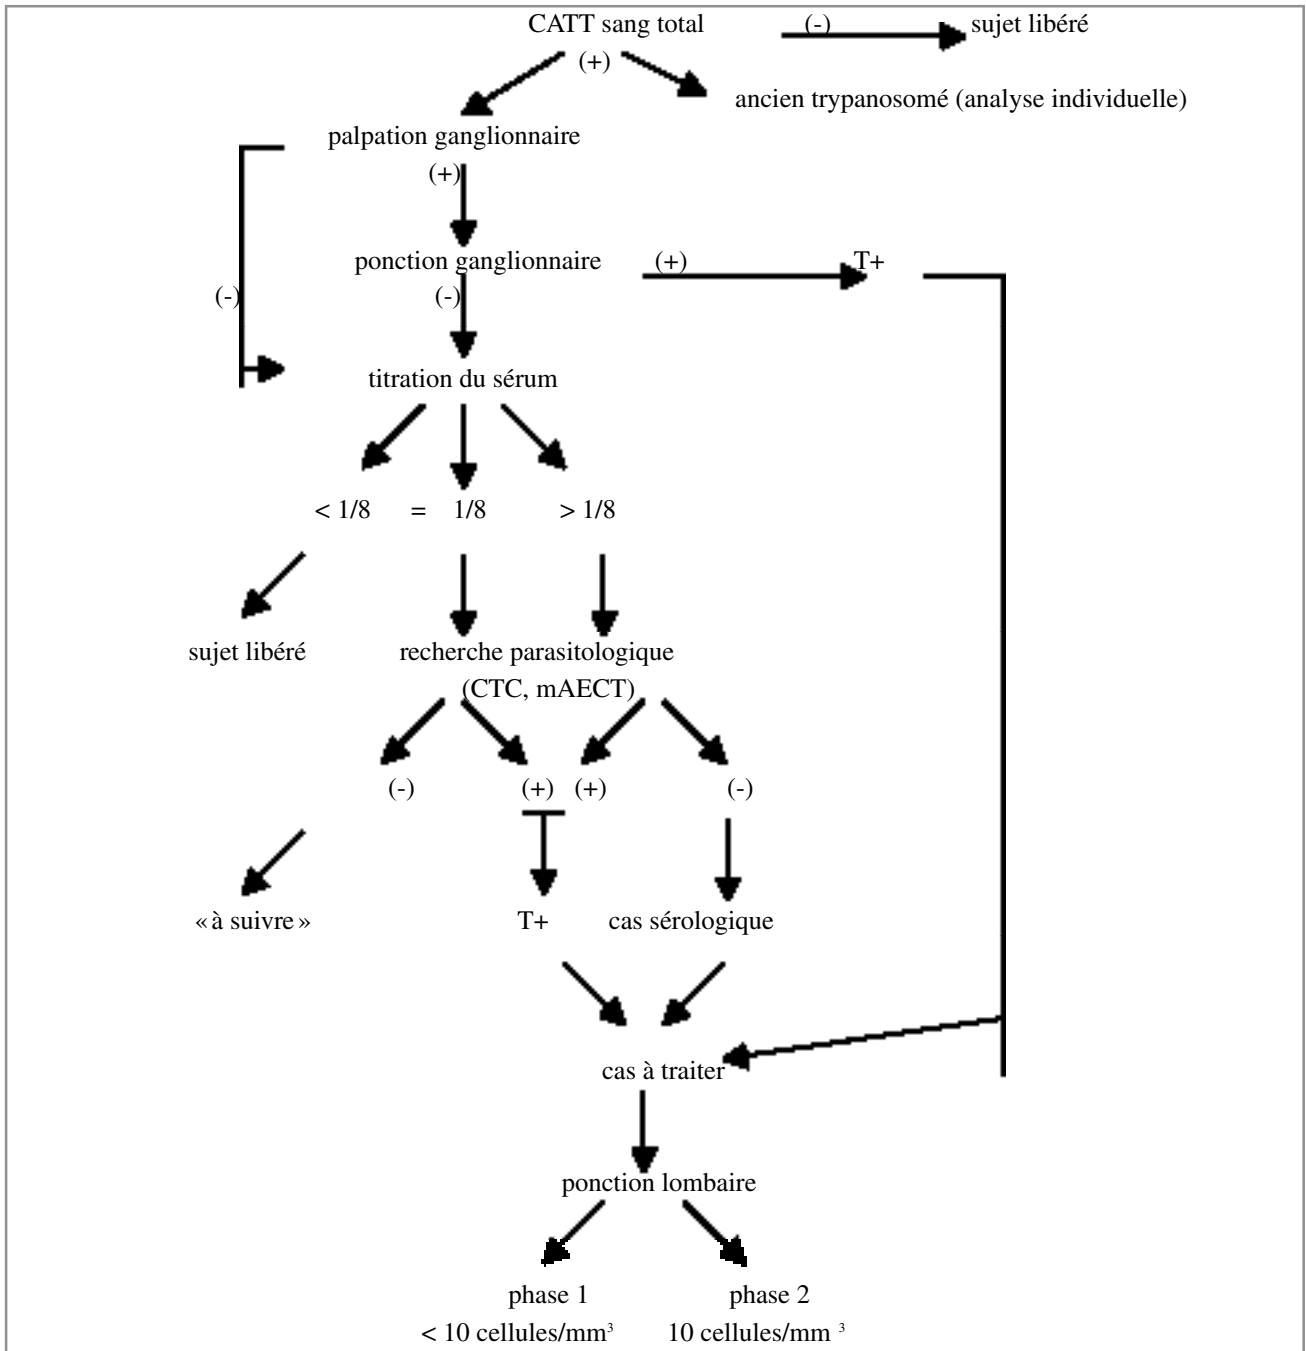 CATT sang total (-) sujet libéré
(+)
ancien trypanosomé (analyse individuelle)
palpation ganglionnaire
(+)
ponction ganglionnaire (+) T+
(-) (-)
titration du sérum
< 1/8 = 1/8 > 1/8
sujet libéré recherche parasitologique
(CTC, mAECT)
(-) (+) (+) (-)
« à suivre » T+ cas sérologique
cas à traiter
ponction lombaire
phase 1 phase 2
< 10 cellules/mm³ 10 cellules/mm ³